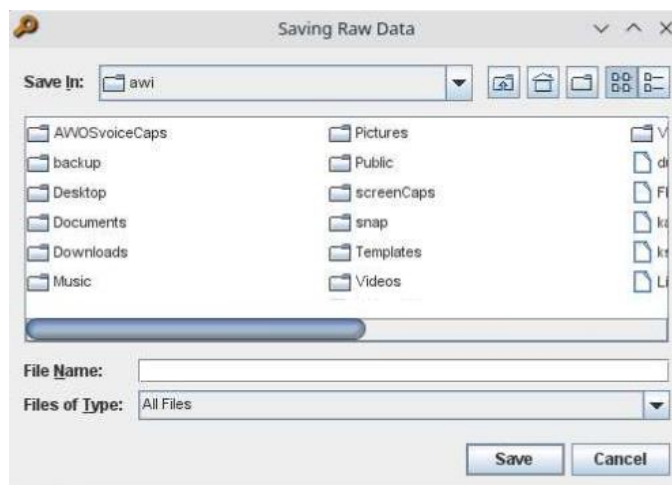 Saving Raw Data
Save In: awi
AWOSvoiceCaps Pictures
backup Public
Desktop screenCaps
Documents snap
Downloads Templates
Music Videos
File Name:
Files of Type: All Files
Save Cancel